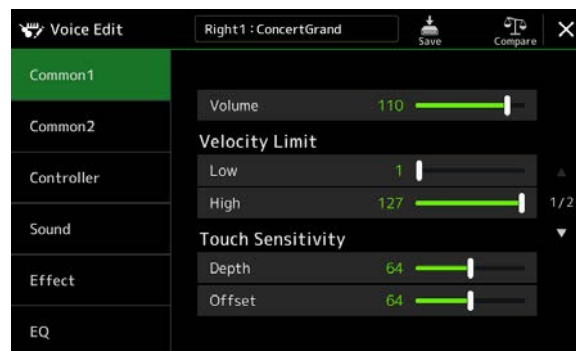 Voice Edit
Right1 : ConcertGrand
Save
Compare
Common1
Common2
Controller
Sound
Effect
EQ
Volume 110
Velocity Limit
Low 1
High 127
Touch Sensitivity
Depth 64
Offset 64
1/2